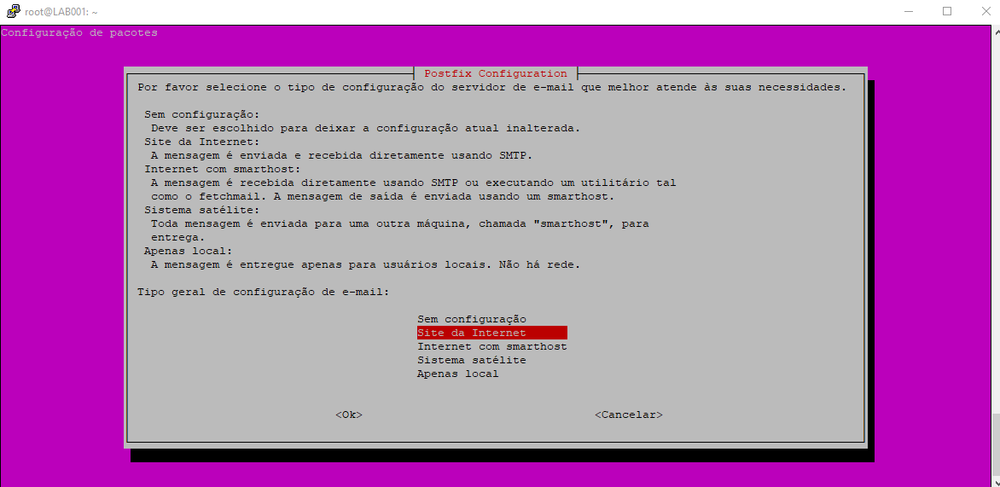 root@LAB001: ~
Configuração de pacotes
Postfix Configuration
Por favor selecione o tipo de configuração do servidor de e-mail que melhor atende às suas necessidades.
Sem configuração:
Deve ser escolhido para deixar a configuração atual inalterada.
Site da Internet:
A mensagem é enviada e recebida diretamente usando SMTP.
Internet com smarthost:
A mensagem é recebida diretamente usando SMTP ou executando um utilitário tal
como o fetchmail. A mensagem de saída é enviada usando um smarthost.
Sistema satélite:
Toda mensagem é enviada para uma outra máquina, chamada "smarthost", para
entrega.
Apenas local:
A mensagem é entregue apenas para usuários locais. Não há rede.
Tipo geral de configuração de e-mail:
Sem configuração
Site da Internet
Internet com smarthost
Sistema satélite
Apenas local
<Ok> <Cancelar>